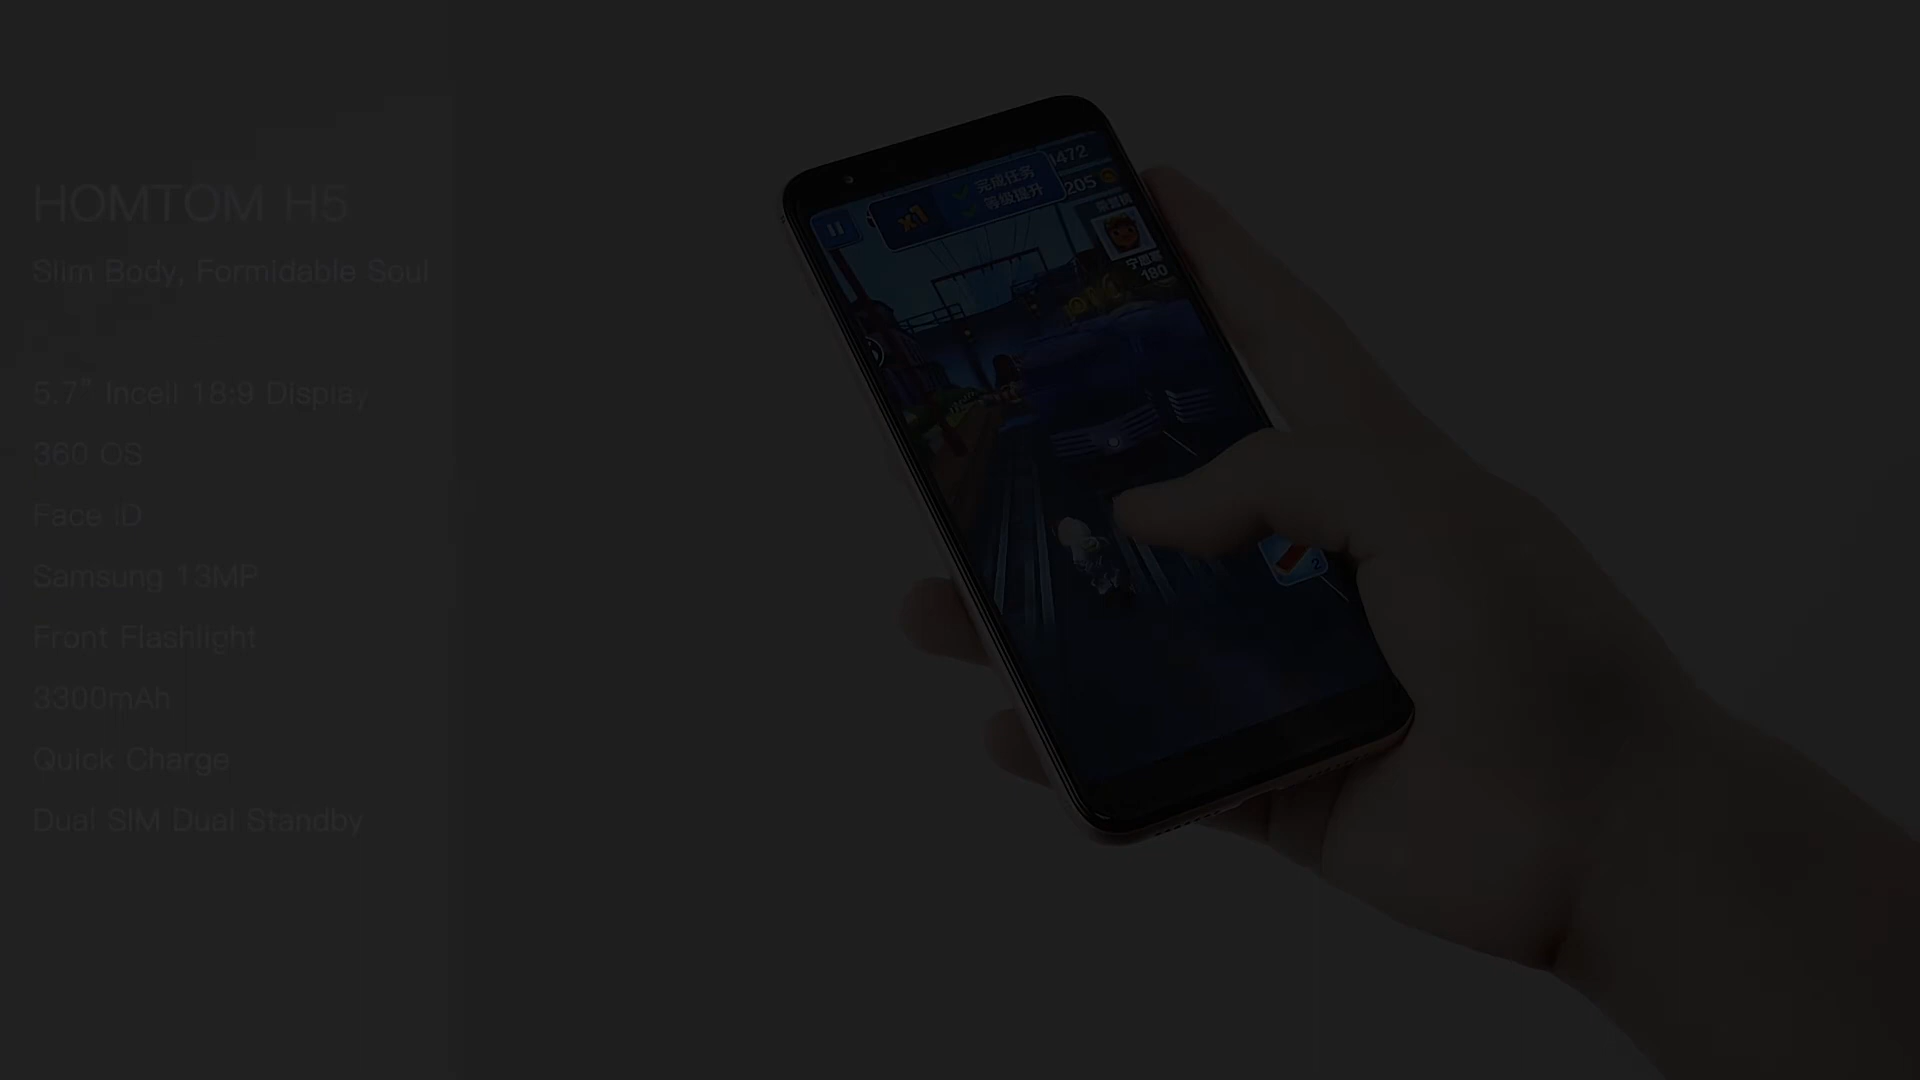 HOMTOM H5
Slim Body, Formidable Soul
5.7" Incell 18:9 Display
360 OS
Face ID
Samsung 13MP
Front Flashlight
3300mAh
Quick Charge
Dual SIM Dual Standby
1472
x1
完成任务
等级提升
205
180
2